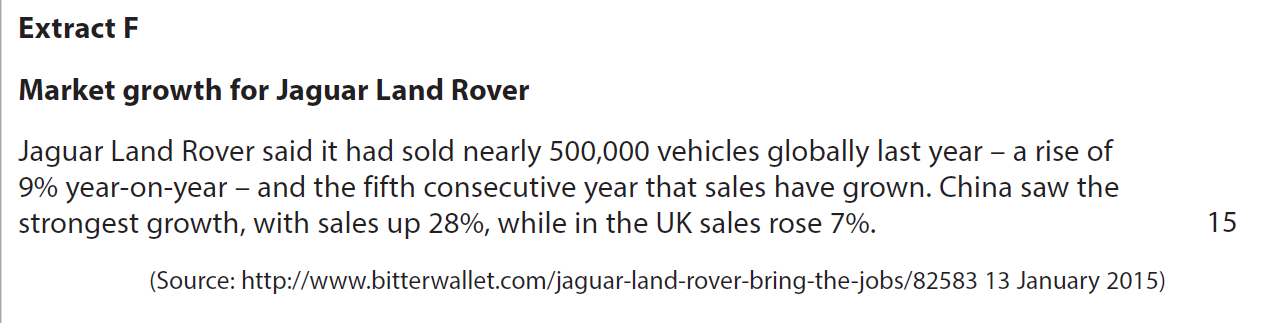 Extract F
Market growth for Jaguar Land Rover
Jaguar Land Rover said it had sold nearly 500,000 vehicles globally last year – a rise of
9% year-on-year – and the fifth consecutive year that sales have grown. China saw the
strongest growth, with sales up 28%, while in the UK sales rose 7%. 15
(Source: http://www.bitterwallet.com/jaguar-land-rover-bring-the-jobs/82583 13 January 2015)